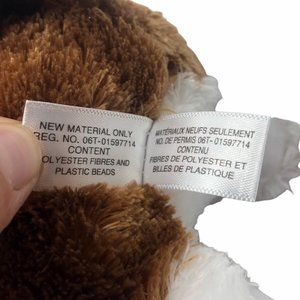 NEW MATERIAL ONLY
REG. NO. 06T-01597714
CONTENT
POLYESTER FIBRES AND
PLASTIC BEADS
MATÉRIAUX NEUFS SEULEMENT
NO. DE PERMIS 06T-01597714
CONTENU
FIBRES DE POLYESTER ET
BILLES DE PLASTIQUE